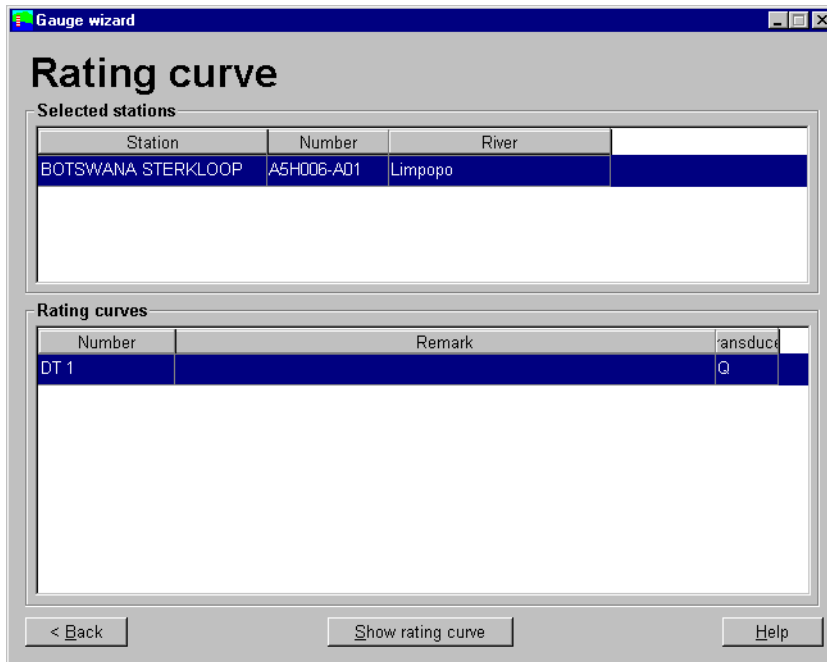 Gauge wizard
Rating curve
Selected stations
Station Number River
BOTSWANA STERKLOOP A5H006-A01 Limpopo
Rating curves
Number Remark ransduce
DT 1 Q
< Back Show rating curve Help